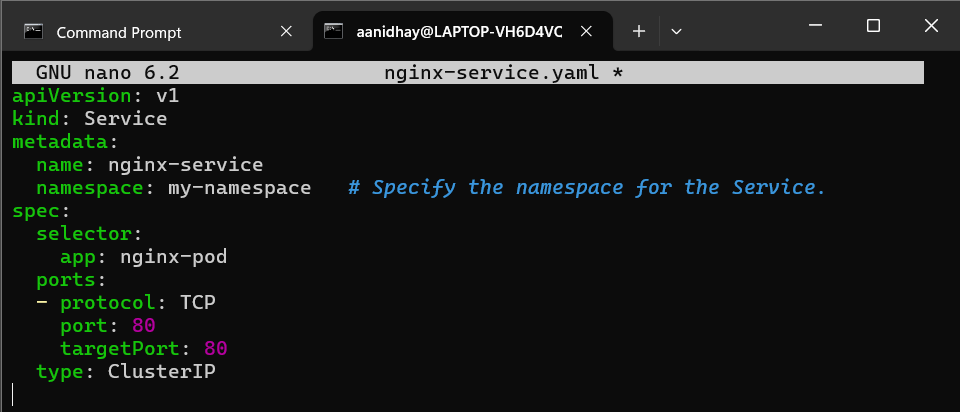 Command Prompt
aanidhay@LAPTOP-VH6D4VC
GNU nano 6.2 nginx-service.yaml *
apiVersion: v1
kind: Service
metadata:
  name: nginx-service
  namespace: my-namespace   # Specify the namespace for the Service.
spec:
  selector:
    app: nginx-pod
  ports:
  - protocol: TCP
    port: 80
    targetPort: 80
  type: ClusterIP